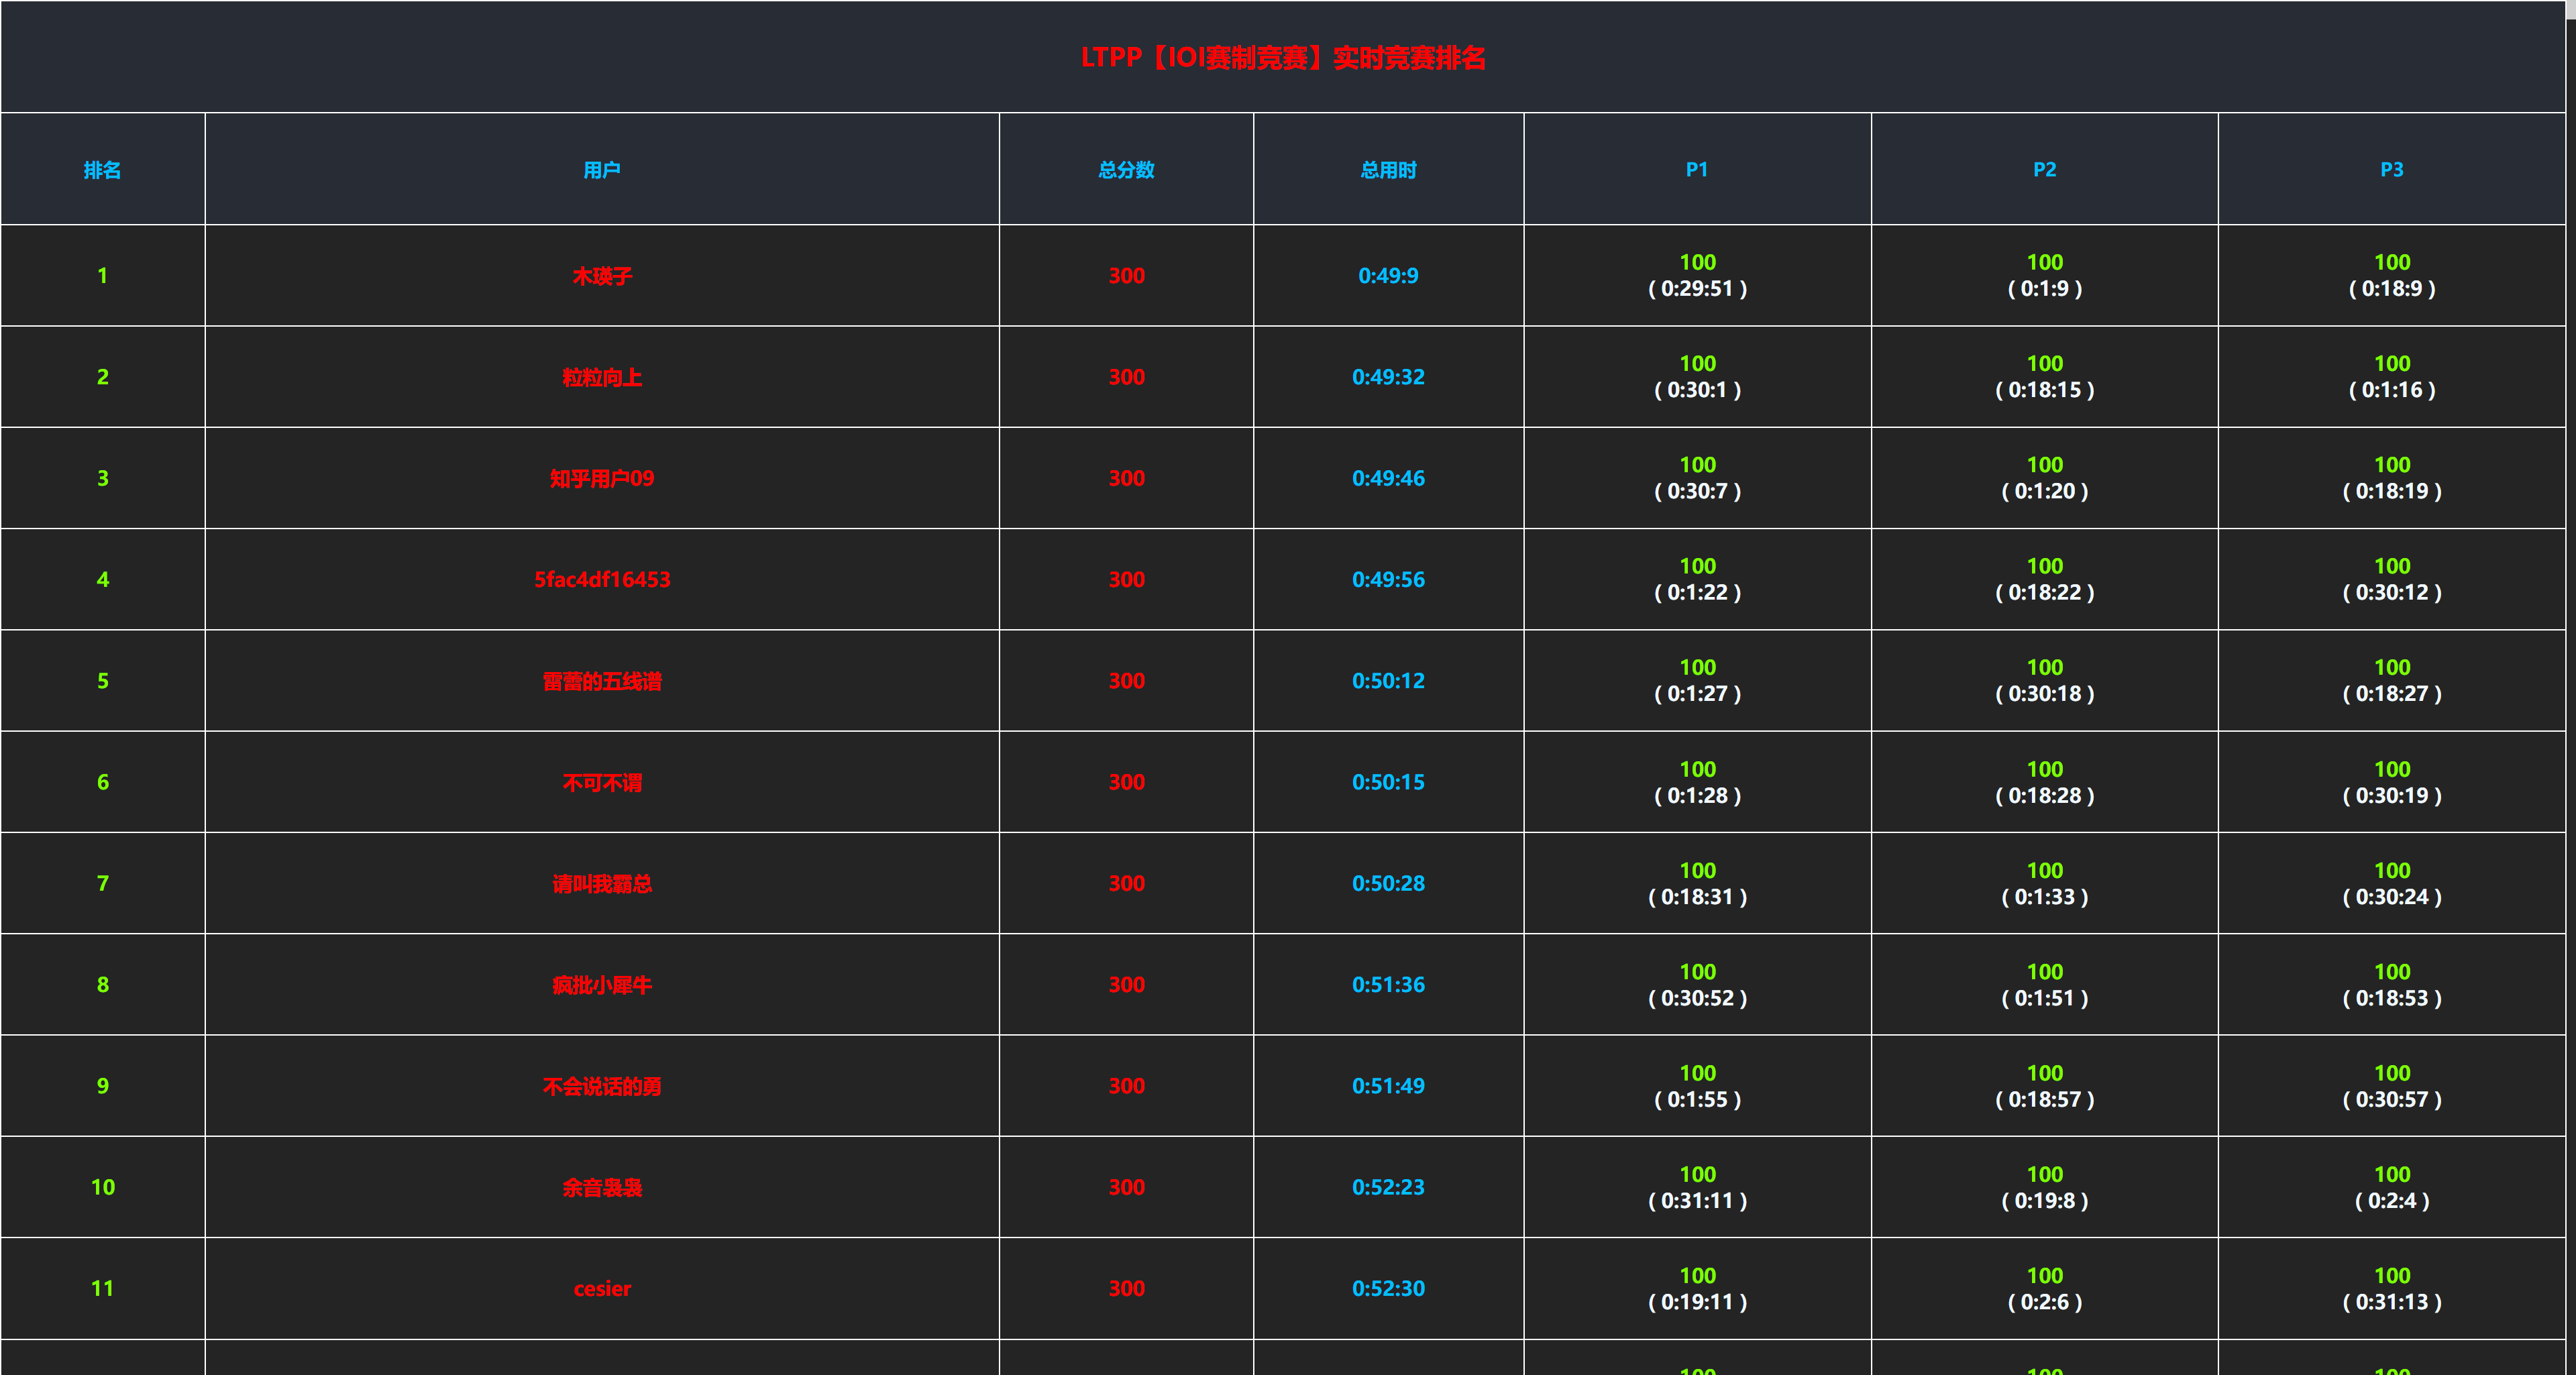 LTPP【IOI赛制竞赛】实时竞赛排名
排名 用户 总分数 总用时 P1 P2 P3
1 木瑛子 300 0:49:9 100 100 100
( 0:29:51 ) ( 0:1:9 ) ( 0:18:9 )
2 粒粒向上 300 0:49:32 100 100 100
( 0:30:1 ) ( 0:18:15 ) ( 0:1:16 )
3 知乎用户09 300 0:49:46 100 100 100
( 0:30:7 ) ( 0:1:20 ) ( 0:18:19 )
4 5fac4df16453 300 0:49:56 100 100 100
( 0:1:22 ) ( 0:18:22 ) ( 0:30:12 )
5 雷蕾的五线谱 300 0:50:12 100 100 100
( 0:1:27 ) ( 0:30:18 ) ( 0:18:27 )
6 不可不谓 300 0:50:15 100 100 100
( 0:1:28 ) ( 0:18:28 ) ( 0:30:19 )
7 请叫我霸总 300 0:50:28 100 100 100
( 0:18:31 ) ( 0:1:33 ) ( 0:30:24 )
8 疯批小犀牛 300 0:51:36 100 100 100
( 0:30:52 ) ( 0:1:51 ) ( 0:18:53 )
9 不会说话的勇 300 0:51:49 100 100 100
( 0:1:55 ) ( 0:18:57 ) ( 0:30:57 )
10 余音袅袅 300 0:52:23 100 100 100
( 0:31:11 ) ( 0:19:8 ) ( 0:2:4 )
11 cesier 300 0:52:30 100 100 100
( 0:19:11 ) ( 0:2:6 ) ( 0:31:13 )